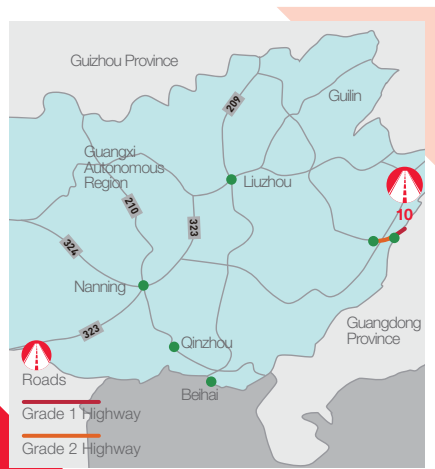 Guizhou Province
209
Guilin
Guangxi
Autonomous
Region
Liuzhou
210
323
10
324
Nanning
323
Guangdong
Province
Qinzhou
Roads
Beihai
Grade 1 Highway
Grade 2 Highway